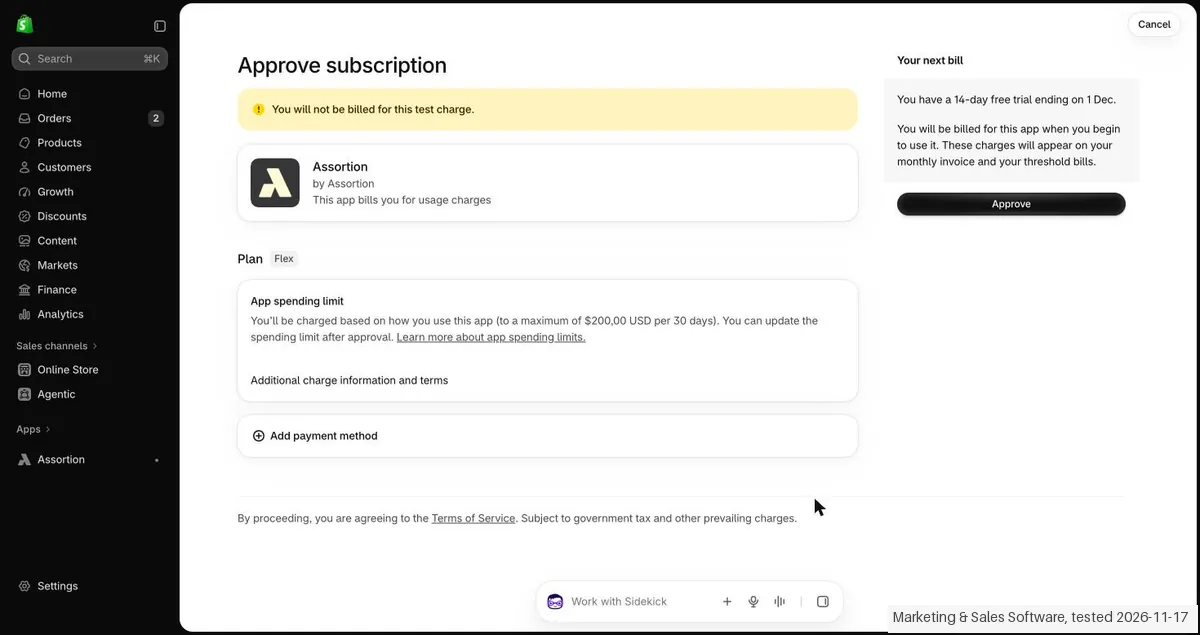 Search ⌘K
Home
Orders 2
Products
Customers
Growth
Discounts
Content
Markets
Finance
Analytics
Sales channels
Online Store
Agentic
Apps
Assortion
Settings
Cancel
Approve subscription
You will not be billed for this test charge.
Assortion
by Assortion
This app bills you for usage charges
Plan Flex
App spending limit
You'll be charged based on how you use this app (to a maximum of $200,00 USD per 30 days). You can update the
spending limit after approval. Learn more about app spending limits.
Additional charge information and terms
Add payment method
By proceeding, you are agreeing to the Terms of Service. Subject to government tax and other prevailing charges.
Your next bill
You have a 14-day free trial ending on 1 Dec.
You will be billed for this app when you begin
to use it. These charges will appear on your
monthly invoice and your threshold bills.
Approve
Work with Sidekick
Marketing & Sales Software, tested 2026-11-17